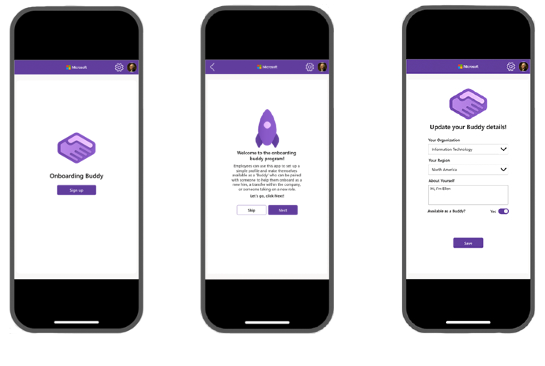 Microsoft
Onboarding Buddy
Sign up
Microsoft
Welcome to the onboarding
Buddy program!
Employees can use this app to set up a
simple profile and make themselves
available as a 'Buddy' who can be paired
with someone to help them onboard as a
new hire, a transfer within the company,
or someone taking on a new role.
Let's go, click Next!
Skip
Next
Microsoft
Update your Buddy details!
Your Organization
Information Technology
Your Region
North America
About Yourself
Available as a Buddy?
Yes
Save